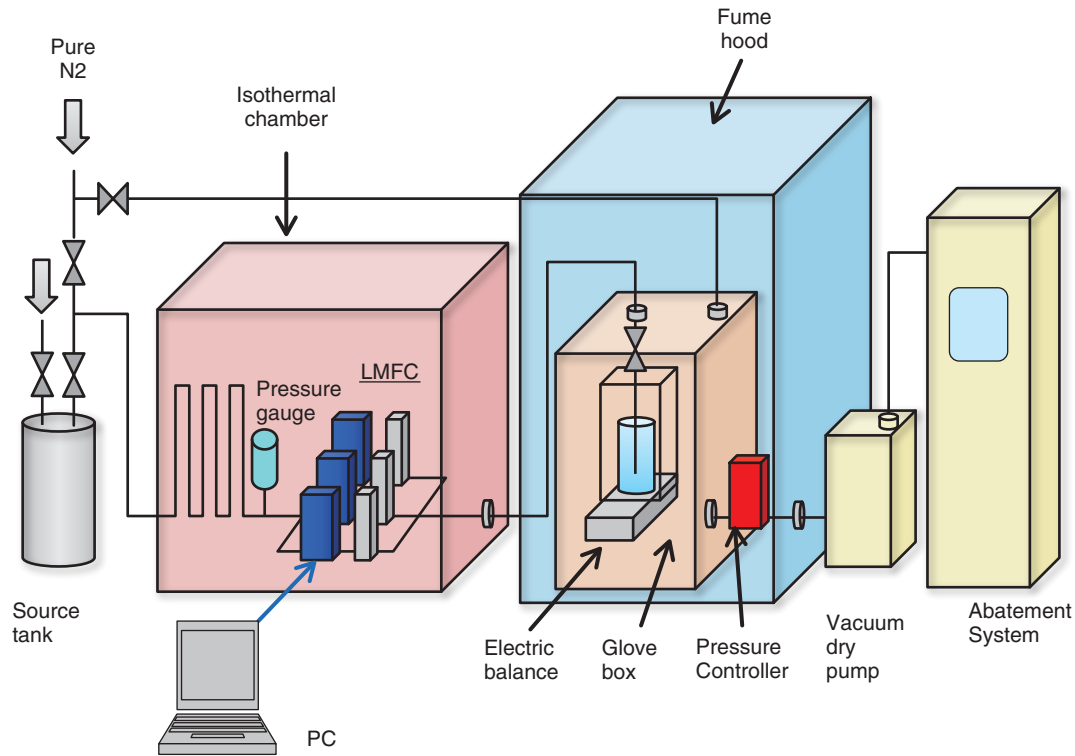 Fume
hood
Pure
N2
Isothermal
chamber
LMFC
Pressure
gauge
Source
tank
Electric
balance
Glove
box
Pressure
Controller
Vacuum
dry
pump
Abatement
System
PC